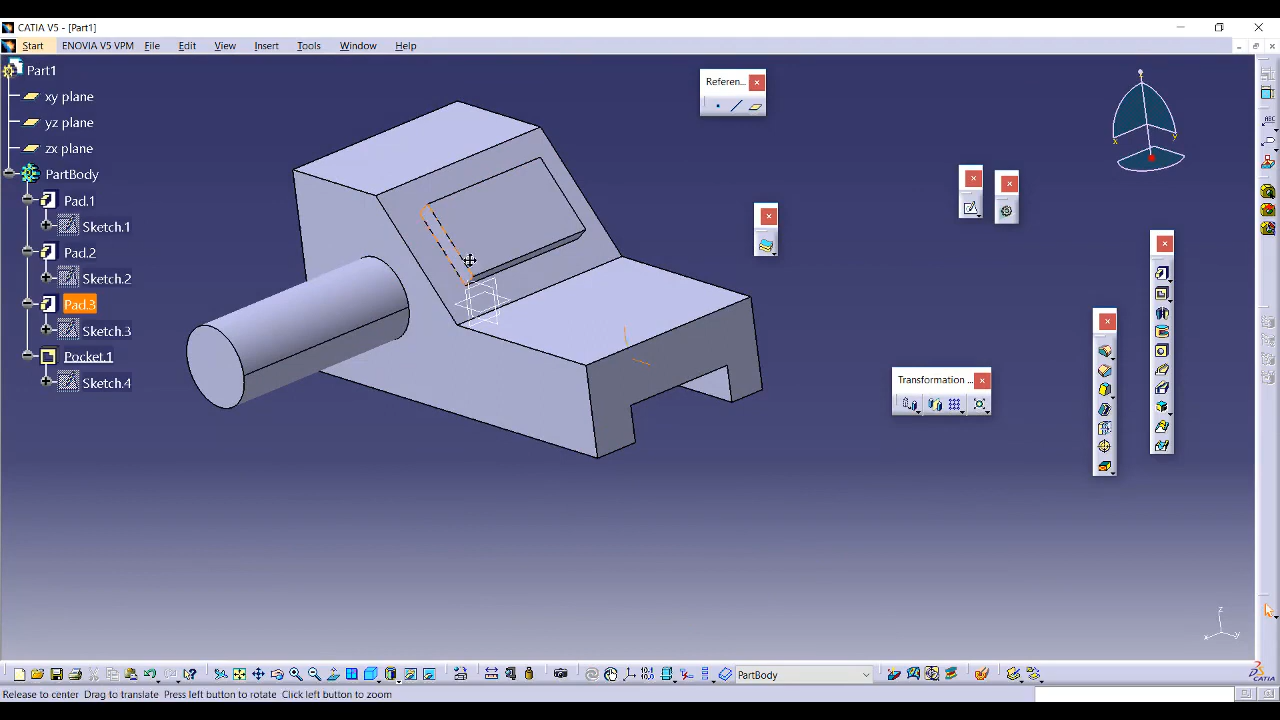 CATIA V5 - [Part1]
Start ENOVIA V5 VPM File Edit View Insert Tools Window Help
Part1
xy plane
yz plane
zx plane
PartBody
Pad.1
Sketch.1
Pad.2
Sketch.2
Pad.3
Sketch.3
Pocket.1
Sketch.4
Referen...
Transformation ...
x
y
z
x
y
ABC
PartBody
CATIA
Release to center Drag to translate Press left button to rotate Click left button to zoom